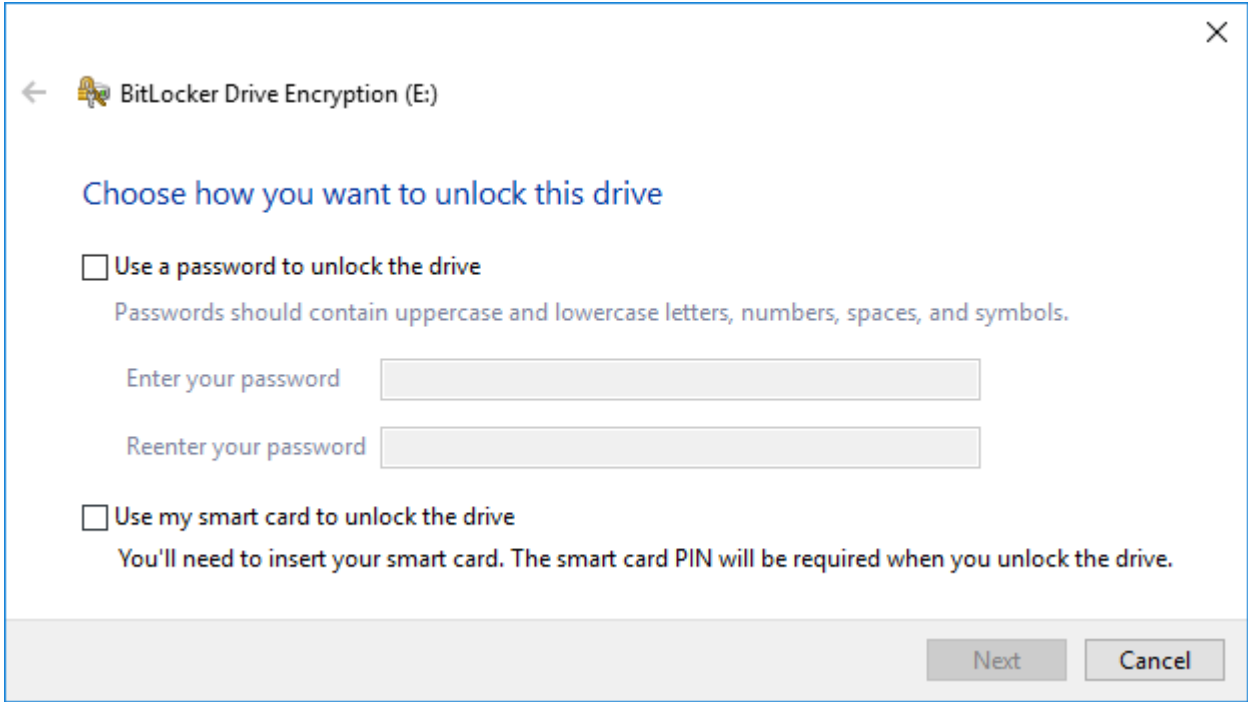 BitLocker Drive Encryption (E:)
Choose how you want to unlock this drive
Use a password to unlock the drive
Passwords should contain uppercase and lowercase letters, numbers, spaces, and symbols.
Enter your password
Reenter your password
Use my smart card to unlock the drive
You'll need to insert your smart card. The smart card PIN will be required when you unlock the drive.
Next Cancel